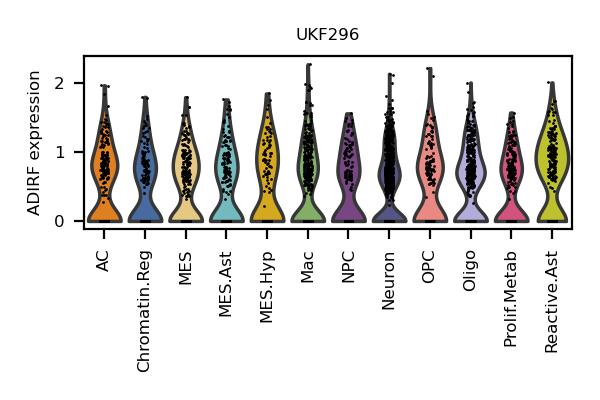 UKF296
ADIRF expression
2
1
0
AC
Chromatin.Reg
MES
MES.Ast
MES.Hyp
Mac
NPC
Neuron
OPC
Oligo
Prolif.Metab
Reactive.Ast